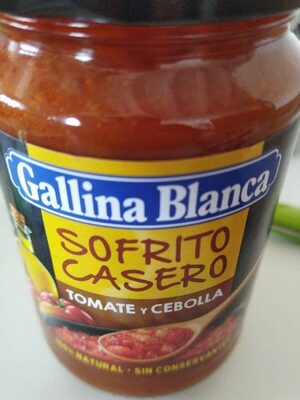 Gallina Blanca
SOFRITO
CASERO
TOMATE Y CEBOLLA
100% NATURAL - SIN CONSERVANTES